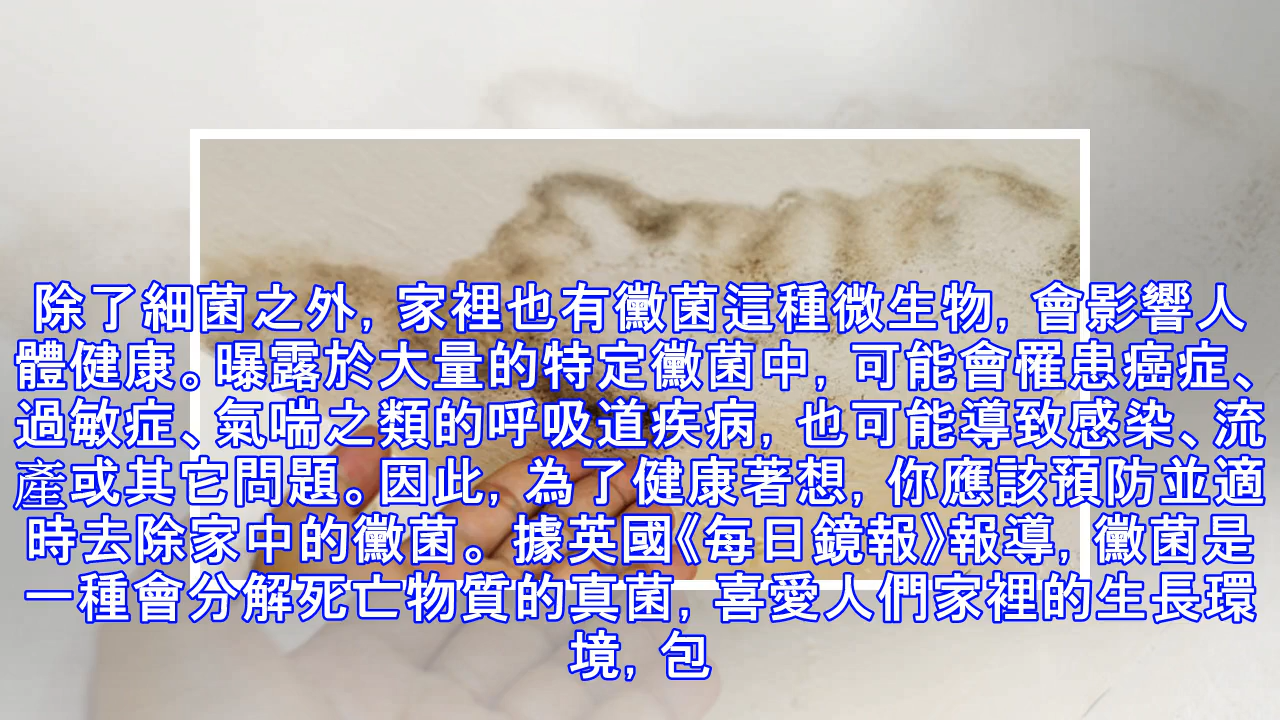 除了細菌之外, 家裡也有黴菌這種微生物, 會影響人
體健康。曝露於大量的特定黴菌中, 可能會罹患癌症、
過敏症、氣喘之類的呼吸道疾病, 也可能導致感染、流
產或其它問題。因此, 為了健康著想, 你應該預防並適
時去除家中的黴菌。據英國《每日鏡報》報導, 黴菌是
一種會分解死亡物質的真菌, 喜愛人們家裡的生長環
境, 包